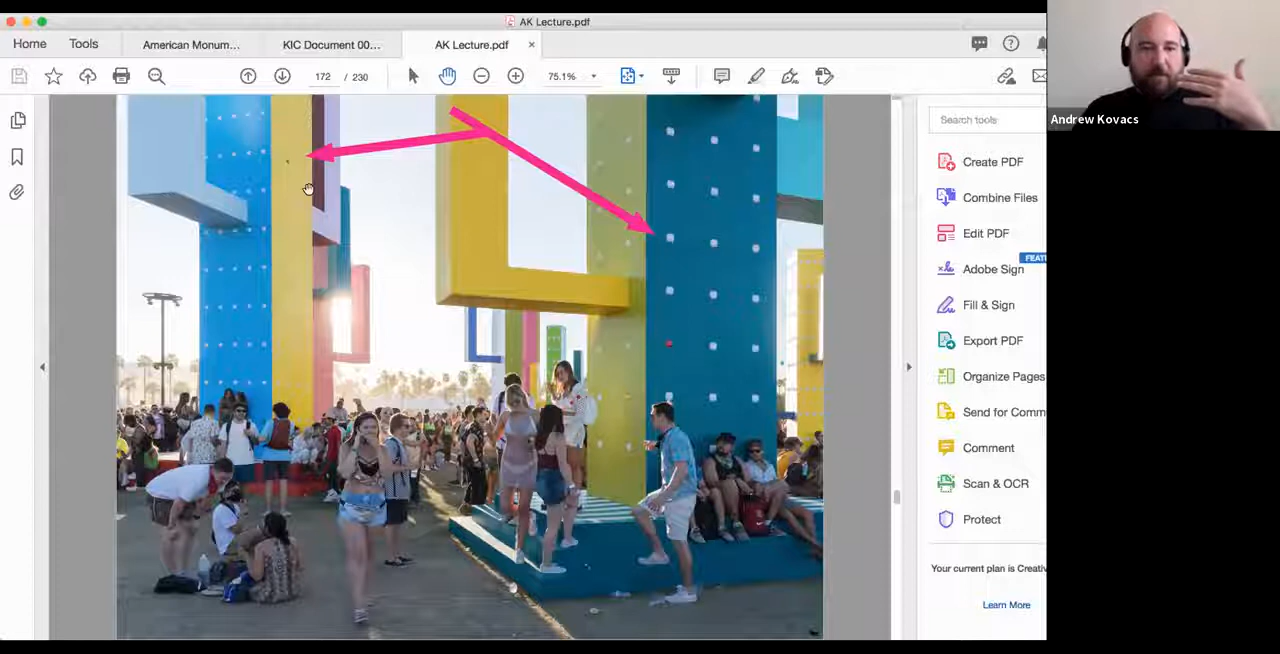 AK Lecture.pdf
Home Tools American Monum... KIC Document 00... AK Lecture.pdf ×
172 / 230 75.1%
Andrew Kovacs
Search tools
Create PDF
Combine Files
Edit PDF
FEAT
Adobe Sign
Fill & Sign
Export PDF
Organize Pages
Send for Comm
Comment
Scan & OCR
Protect
Your current plan is Creativ
Learn More